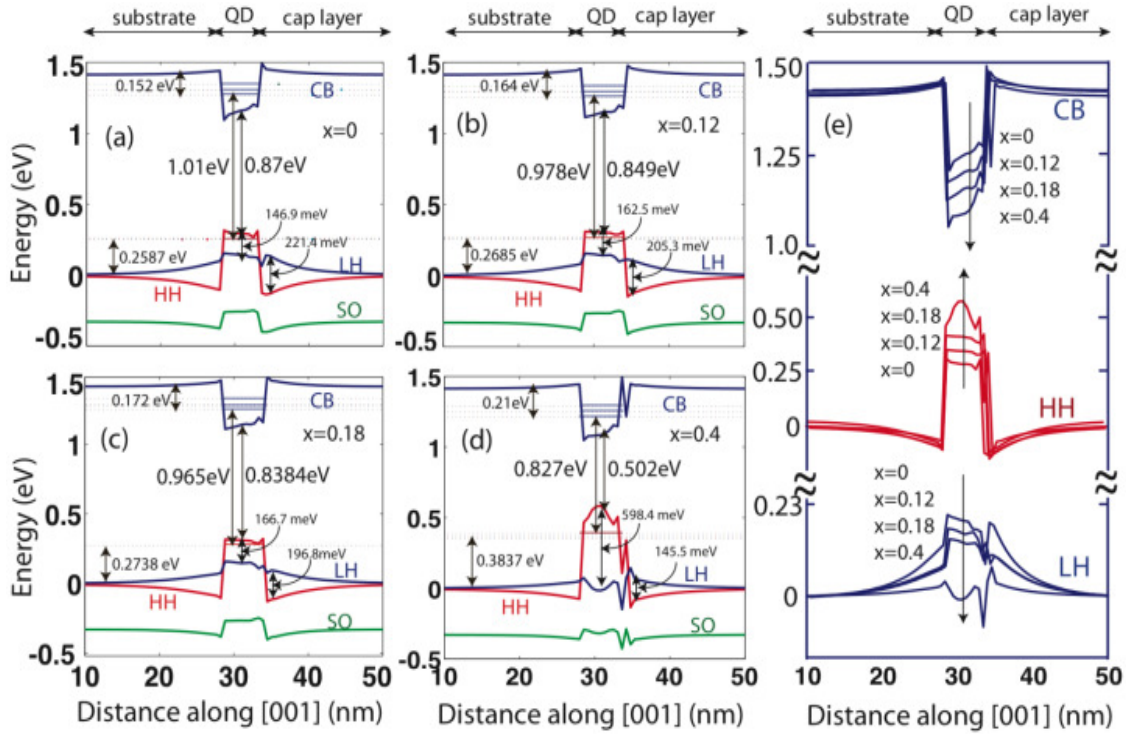 substrate QD cap layer
substrate QD cap layer
substrate QD cap layer
Energy (eV)
1.5
1
0.5
0
-0.5
0.152 eV
CB
(a)
x=0
1.01eV
0.87eV
146.9 meV
221.4 meV
0.2587 eV
LH
HH
SO
1.5
1
0.5
0
-0.5
0.164 eV
CB
(b)
x=0.12
0.978eV
0.849eV
162.5 meV
205.3 meV
0.2685 eV
LH
HH
SO
Energy (eV)
1.5
1
0.5
0
-0.5
0.172 eV
CB
(c)
x=0.18
0.965eV
0.8384eV
166.7 meV
196.8meV
0.2738 eV
LH
HH
SO
10 20 30 40 50
Distance along [001] (nm)
1.5
1
0.5
0
-0.5
0.21eV
CB
(d)
x=0.4
0.827eV
0.502eV
598.4 meV
145.5 meV
0.3837 eV
LH
HH
SO
10 20 30 40 50
Distance along [001] (nm)
(e)
1.50
1.25
1.0
CB
x=0
x=0.12
x=0.18
x=0.4
0.50
0.25
0
x=0.4
x=0.18
x=0.12
x=0
HH
0.23
0
x=0
x=0.12
x=0.18
x=0.4
LH
10 20 30 40 50
Distance along [001] (nm)